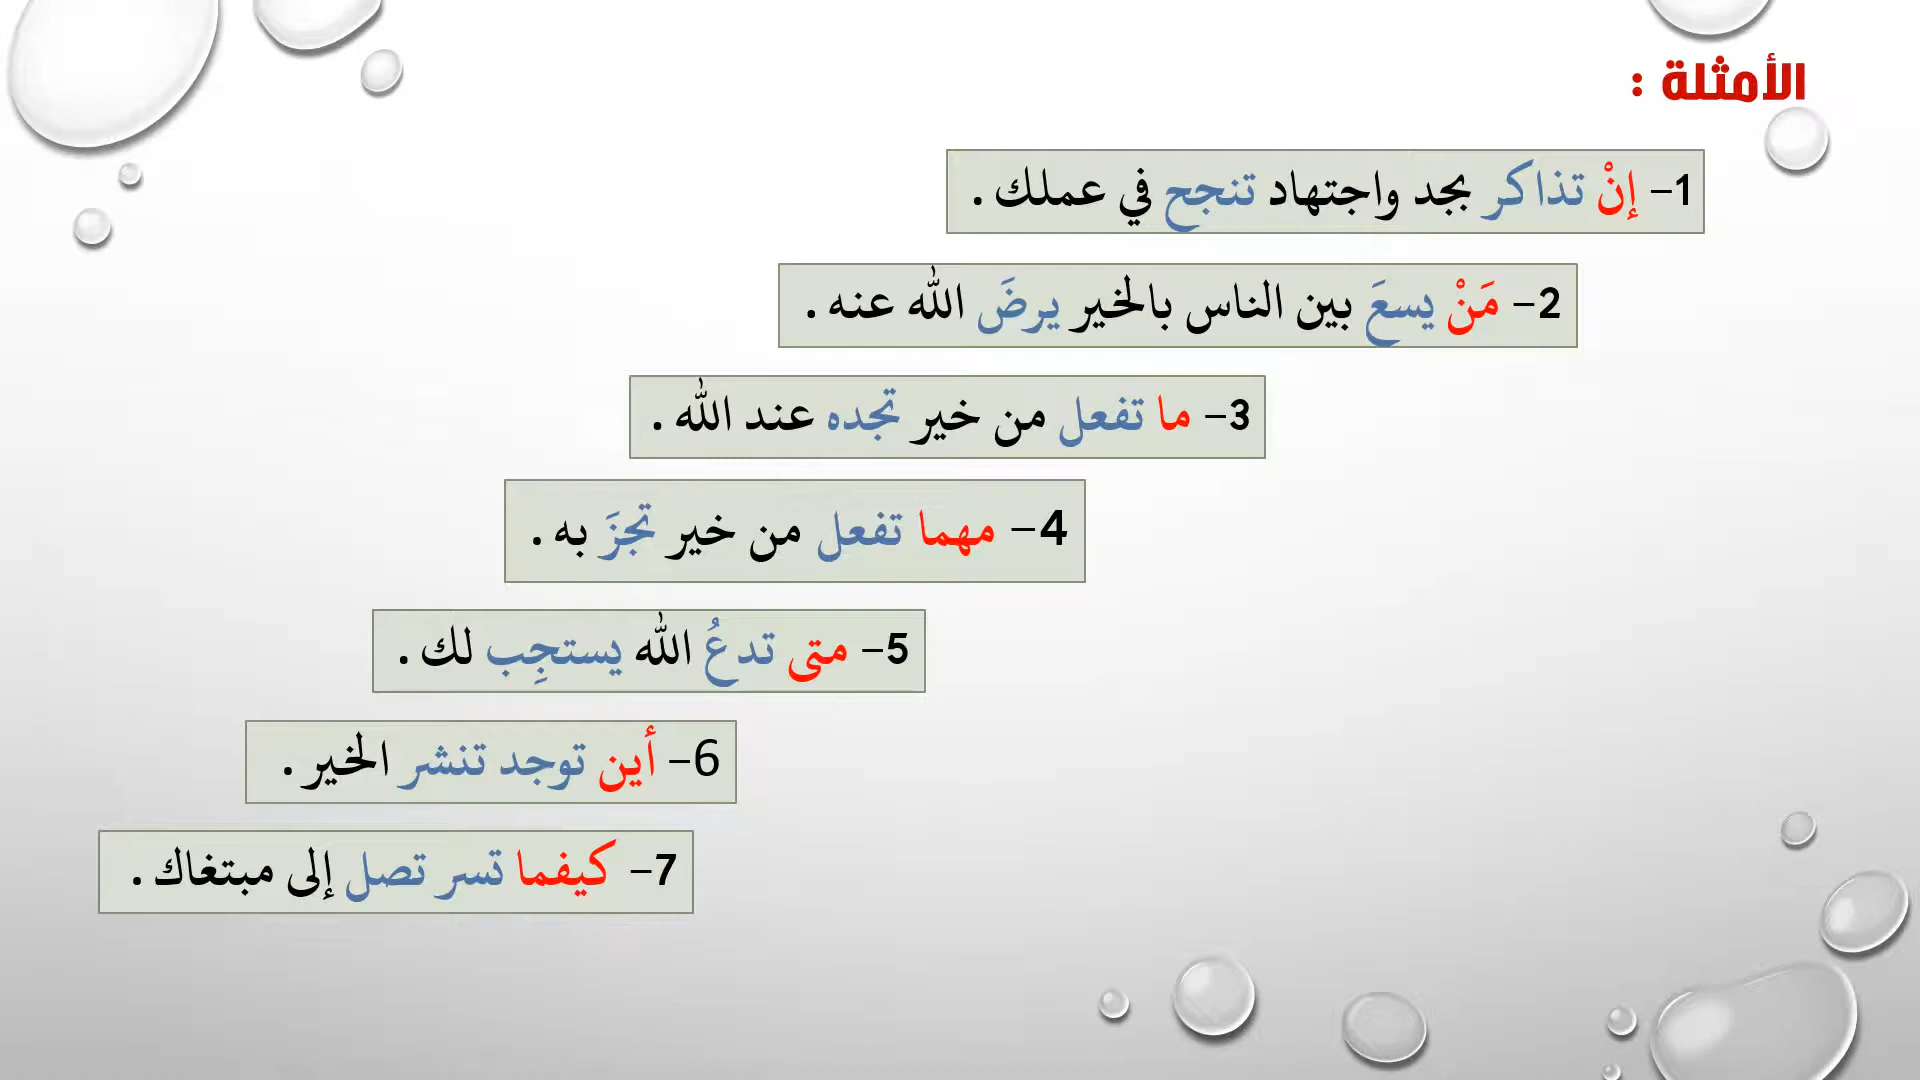 الأمثلة :
1- إنْ تذاكر بجد واجتهاد تنجح في عملك .
2- مَنْ يسعَ بين الناس بالخير يرضَ الله عنه .
3- ما تفعل من خير تجده عند الله .
4- مهما تفعل من خير تجزَ به .
5- متى تدعُ الله يستجِب لك .
6- أين توجد تنشر الخير .
7- كيفما تسر تصل إلى مبتغاك .